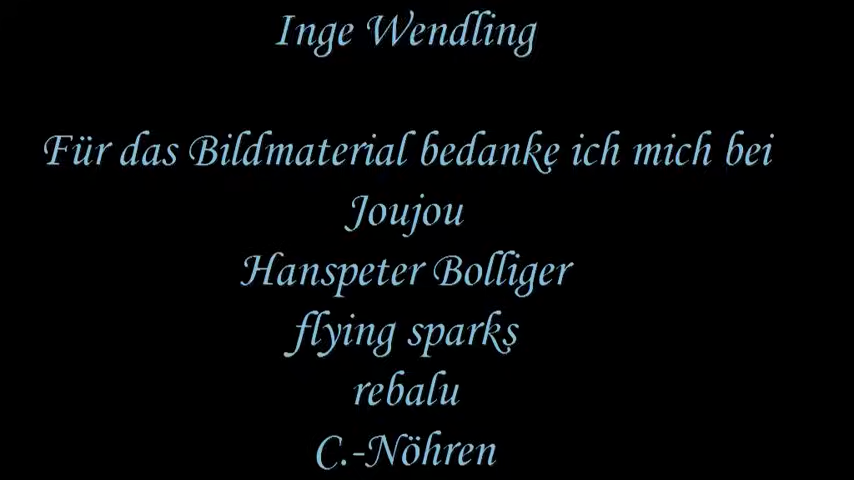 Inge Wendling
Für das Bildmaterial bedanke ich mich bei
Joujou
Hanspeter Bolliger
flying sparks
rebalu
C.-Nöhren